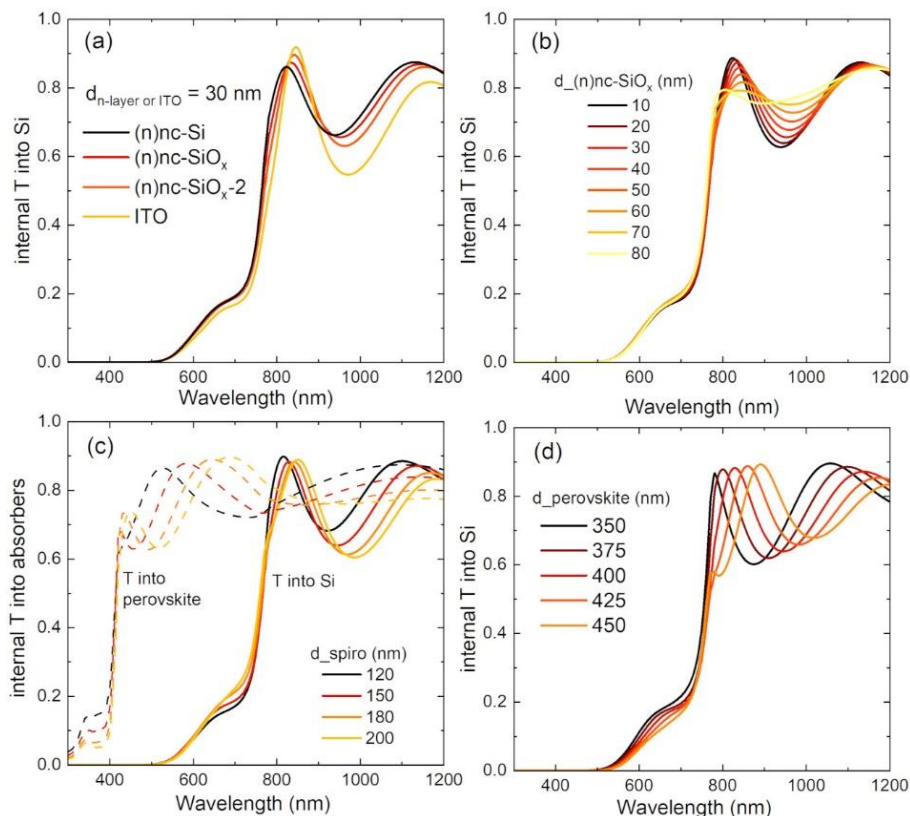 (a)
d_n-layer or ITO = 30 nm
(n)nc-Si
(n)nc-SiOx
(n)nc-SiOx-2
ITO
internal T into Si
1.0
0.8
0.6
0.4
0.2
0.0
400 600 800 1000 1200
Wavelength (nm)
(b)
d_(n)nc-SiOx (nm)
10
20
30
40
50
60
70
80
Internal T into Si
1.0
0.8
0.6
0.4
0.2
0.0
400 600 800 1000 1200
Wavelength (nm)
(c)
T into
perovskite
T into Si
d_spiro (nm)
120
150
180
200
internal T into absorbers
1.0
0.8
0.6
0.4
0.2
0.0
400 600 800 1000 1200
Wavelength (nm)
(d)
d_perovskite (nm)
350
375
400
425
450
internal T into Si
1.0
0.8
0.6
0.4
0.2
0.0
400 600 800 1000 1200
Wavelength (nm)